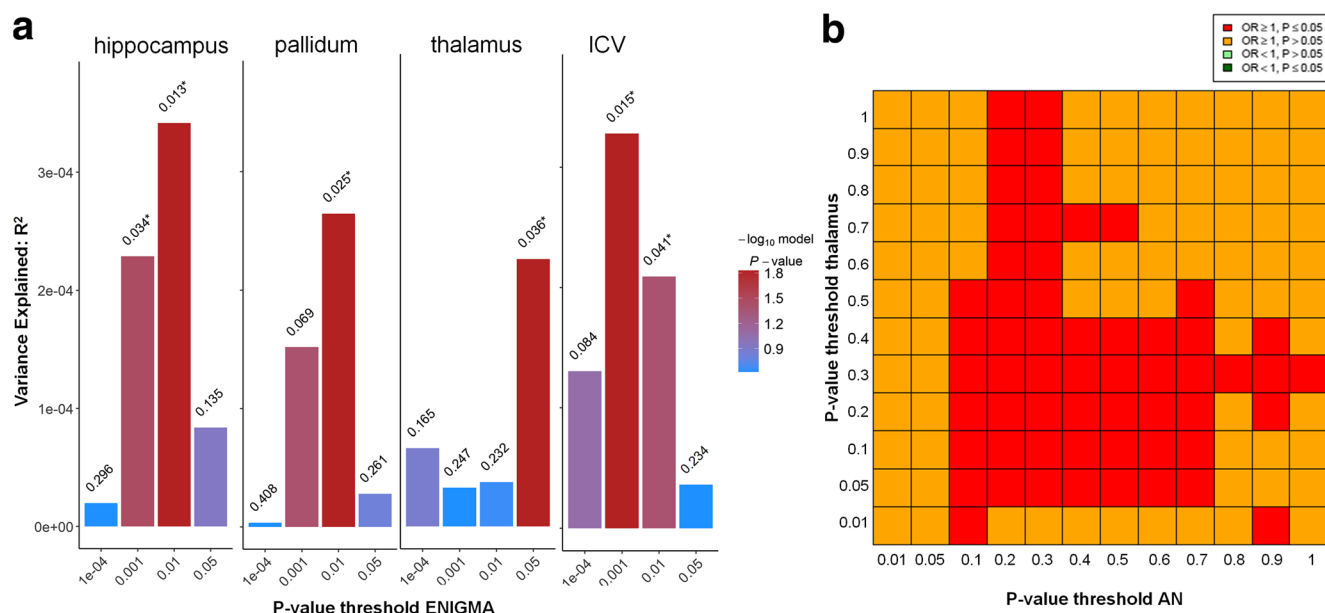 a
hippocampus
pallidum
thalamus
ICV
Variance Explained: R²
3e-04
2e-04
1e-04
0e+00
0.296
0.034*
0.013*
0.135
0.408
0.069
0.025*
0.261
0.165
0.247
0.232
0.036*
0.084
0.015*
0.041*
0.234
1e-04
0.001
0.01
0.05
1e-04
0.001
0.01
0.05
1e-04
0.001
0.01
0.05
1e-04
0.001
0.01
0.05
P-value threshold ENIGMA
−log₁₀ model
P − value
1.8
1.5
1.2
0.9
b
OR ≥ 1, P ≤ 0.05
OR ≥ 1, P > 0.05
OR < 1, P > 0.05
OR < 1, P ≤ 0.05
P-value threshold thalamus
1
0.9
0.8
0.7
0.6
0.5
0.4
0.3
0.2
0.1
0.05
0.01
0.01 0.05 0.1 0.2 0.3 0.4 0.5 0.6 0.7 0.8 0.9 1
P-value threshold AN